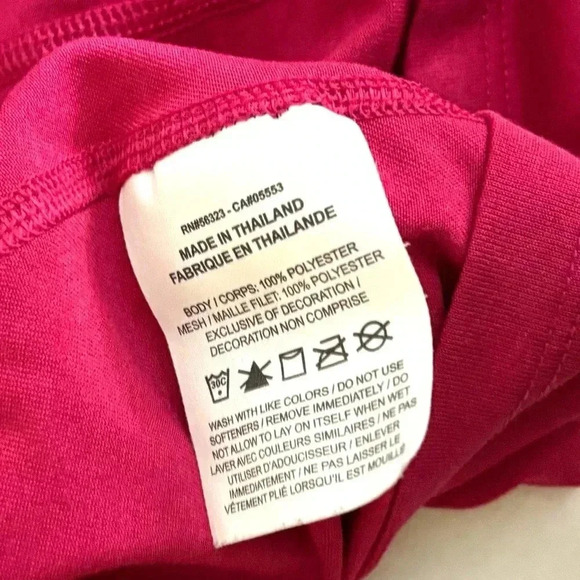 RN#56323 - CA#05553
MADE IN THAILAND
FABRIQUE EN THAILANDE
BODY / CORPS: 100% POLYESTER
MESH / MAILLE FILET: 100% POLYESTER
EXCLUSIVE OF DECORATION /
DECORATION NON COMPRISE
30C
WASH WITH LIKE COLORS / DO NOT USE
SOFTENERS / REMOVE IMMEDIATELY / DO
NOT ALLOW TO LAY ON ITSELF WHEN WET
LAVER AVEC COULEURS SIMILAIRES / NE PAS
UTILISER D'ADOUCISSEUR / ENLEVER
IMMEDIATEMENT / NE PAS LORSQU'IL EST MOUILLE
VÊTEMENT PLIÉ